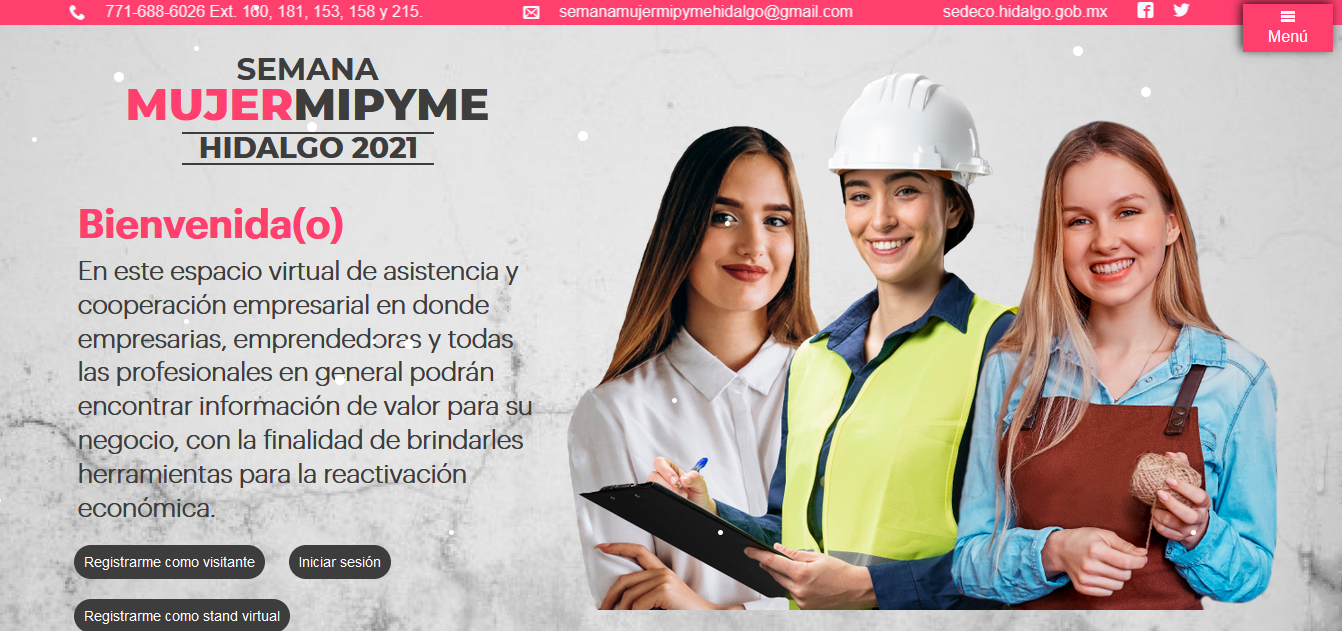 771-688-6026 Ext. 180, 181, 153, 158 y 215.
semanamujermipymehidalgo@gmail.com
sedeco.hidalgo.gob.mx
Menú
SEMANA
MUJERMIPYME
HIDALGO 2021
Bienvenida(o)
En este espacio virtual de asistencia y
cooperación empresarial en donde
empresarias, emprendedoras y todas
las profesionales en general podrán
encontrar información de valor para su
negocio, con la finalidad de brindarles
herramientas para la reactivación
económica.
Registrarme como visitante
Iniciar sesión
Registrarme como stand virtual